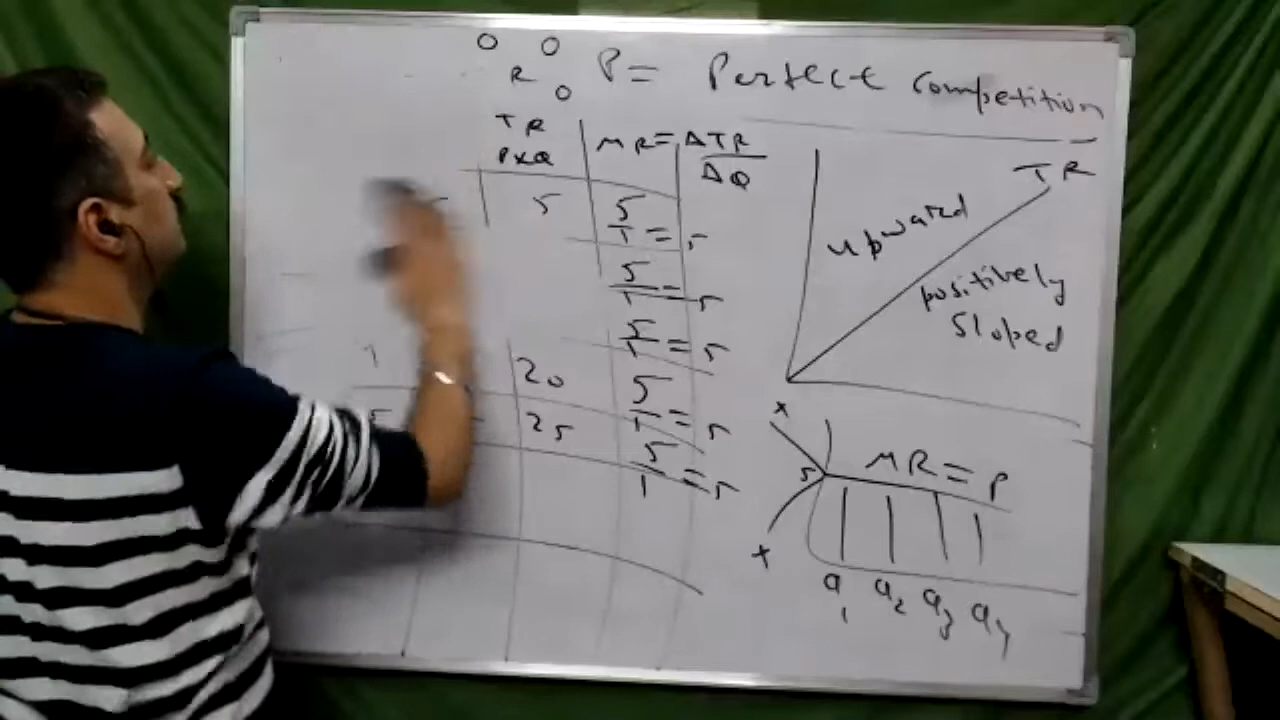 O O
R O
P = Perfect Competition
TR
PXQ
MR = ΔTR
ΔQ
5
5
1 = 5
5
1 = 5
5
1 = 5
20
5
1 = 5
25
5
1 = 5
TR
upward
positively
Sloped
x
5
MR = P
x
Q1 Q2 Q3 Q4